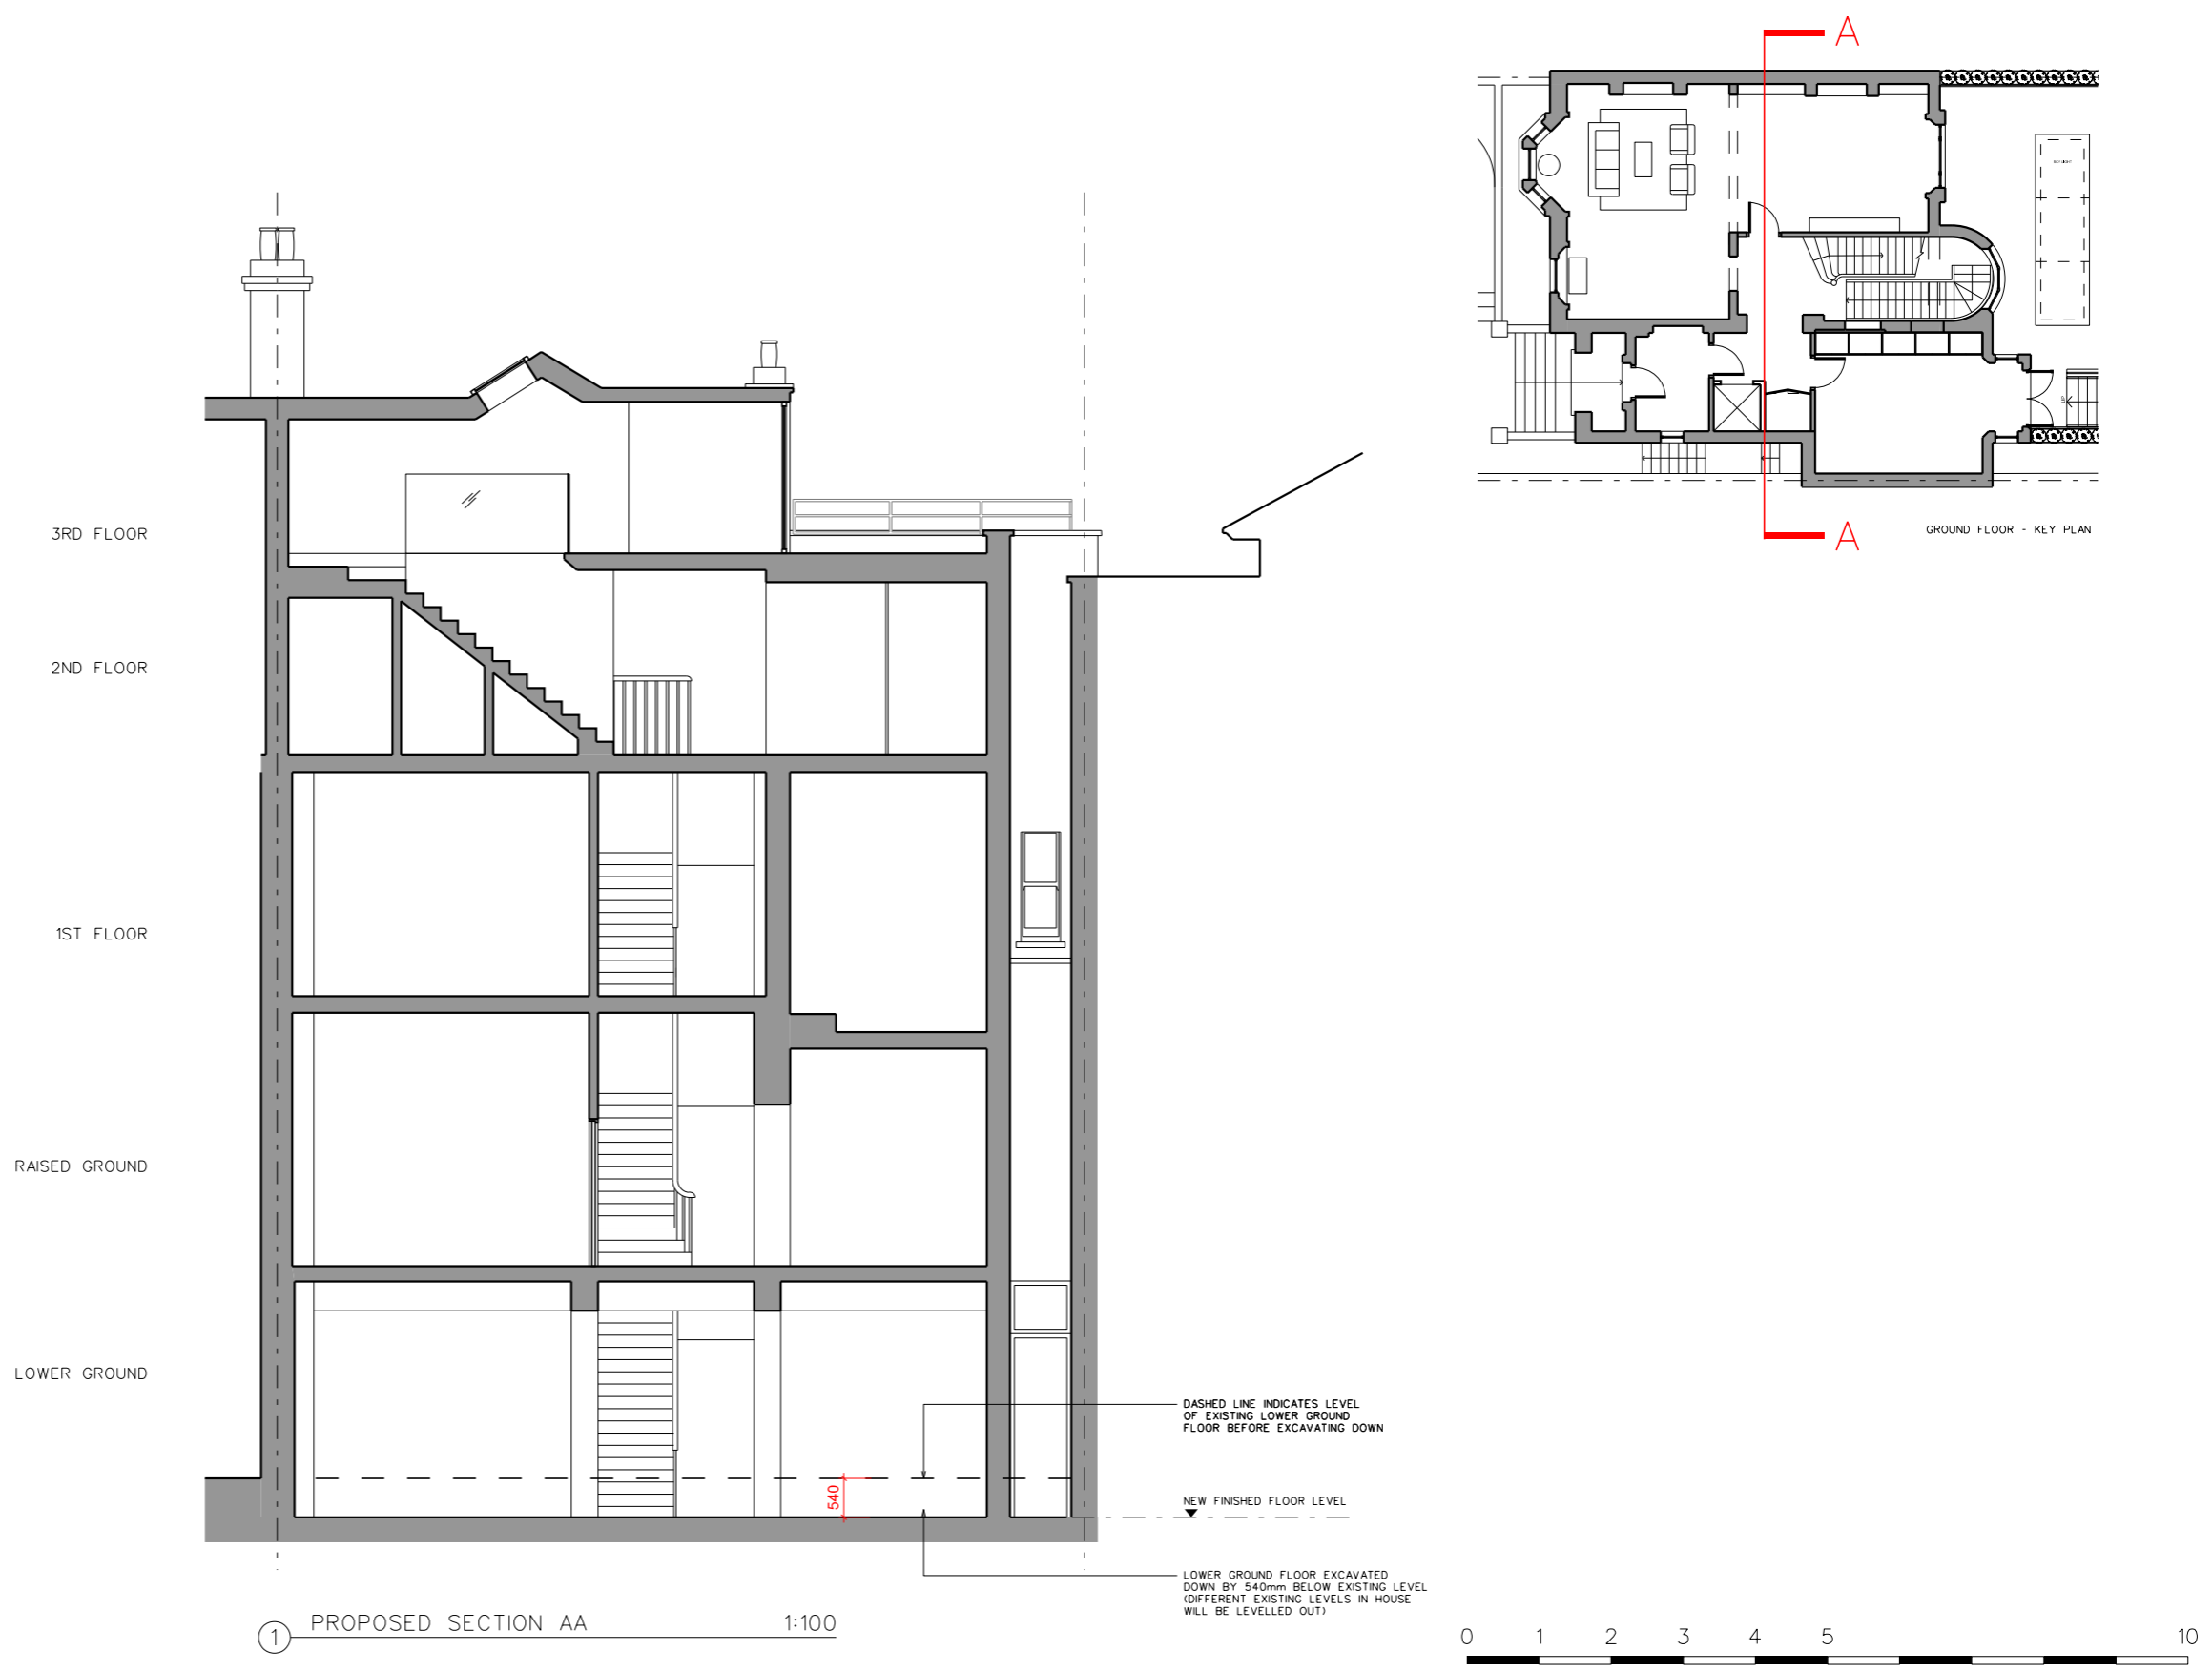 A
A
GROUND FLOOR - KEY PLAN
SKYLIGHT
UP
3RD FLOOR
2ND FLOOR
1ST FLOOR
RAISED GROUND
LOWER GROUND
540
DASHED LINE INDICATES LEVEL
OF EXISTING LOWER GROUND
FLOOR BEFORE EXCAVATING DOWN
NEW FINISHED FLOOR LEVEL
LOWER GROUND FLOOR EXCAVATED
DOWN BY 540mm BELOW EXISTING LEVEL
(DIFFERENT EXISTING LEVELS IN HOUSE
WILL BE LEVELLED OUT)
1 PROPOSED SECTION AA 1:100
0 1 2 3 4 5 10